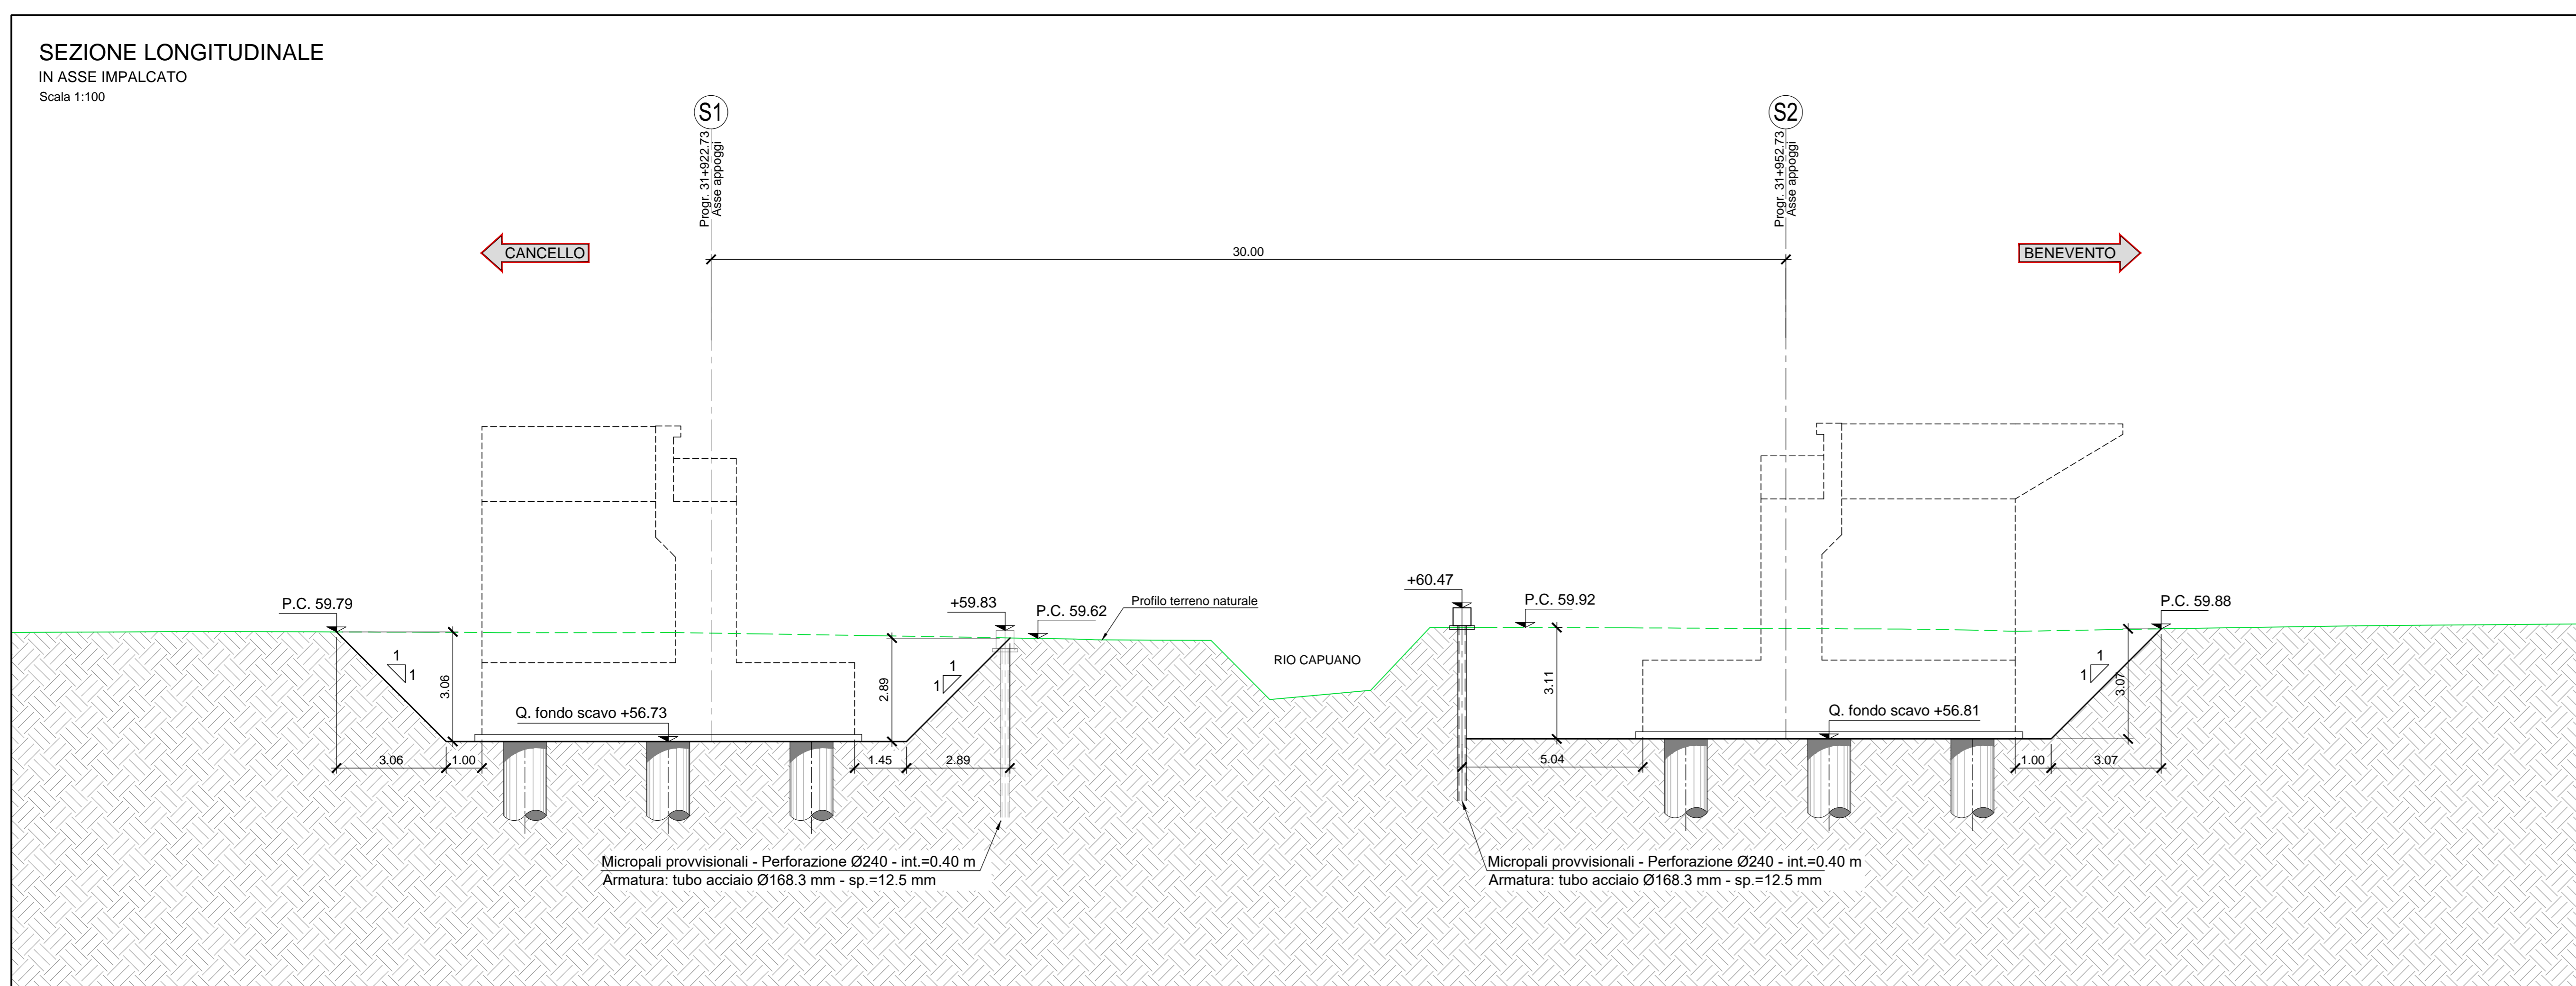 SEZIONE LONGITUDINALE
IN ASSE IMPALCATO
Scala 1:100
S1
Progr. 31+922.73
Asse appoggi
S2
Progr. 31+952.73
Asse appoggi
CANCELLO
30.00
BENEVENTO
P.C. 59.79
+59.83
P.C. 59.62
Profilo terreno naturale
+60.47
P.C. 59.92
P.C. 59.88
RIO CAPUANO
1
1
3.06
2.89
1
1
3.11
1
1
3.07
Q. fondo scavo +56.73
Q. fondo scavo +56.81
3.06
1.00
1.45
2.89
5.04
1.00
3.07
Micropali provvisionali - Perforazione Ø240 - int.=0.40 m
Armatura: tubo acciaio Ø168.3 mm - sp.=12.5 mm
Micropali provvisionali - Perforazione Ø240 - int.=0.40 m
Armatura: tubo acciaio Ø168.3 mm - sp.=12.5 mm